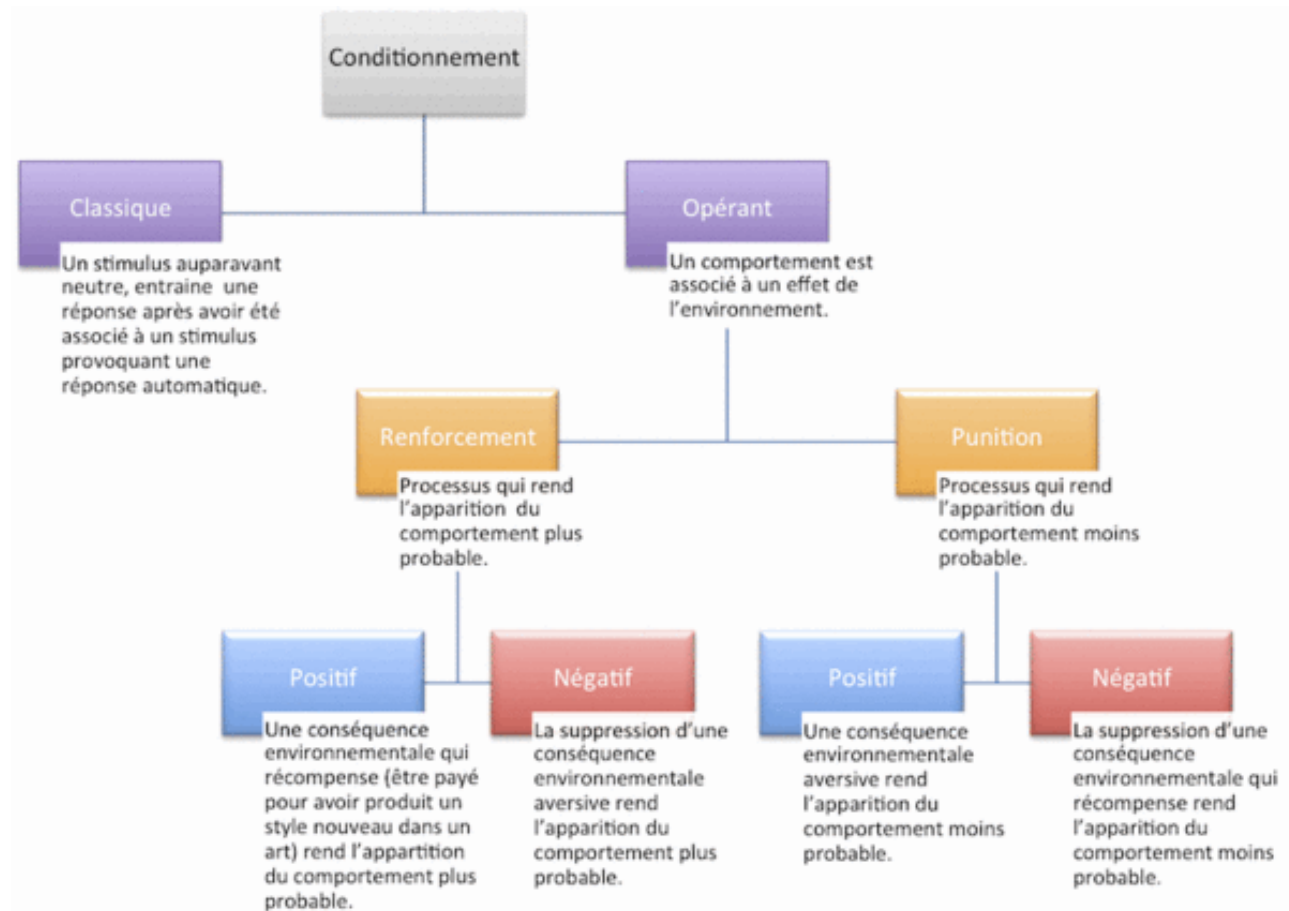 Conditionnement
Classique
Un stimulus auparavant
neutre, entraine une
réponse après avoir été
associé à un stimulus
provoquant une
réponse automatique.
Opérant
Un comportement est
associé à un effet de
l'environnement.
Renforcement
Processus qui rend
l'apparition du
comportement plus
probable.
Punition
Processus qui rend
l'apparition du
comportement moins
probable.
Positif
Une conséquence
environnementale qui
récompense (être payé
pour avoir produit un
style nouveau dans un
art) rend l'appartition
du comportement plus
probable.
Négatif
La suppression d'une
conséquence
environnementale
aversive rend
l'apparition du
comportement plus
probable.
Positif
Une conséquence
environnementale
aversive rend
l'apparition du
comportement moins
probable.
Négatif
La suppression d'une
conséquence
environnementale qui
récompense rend
l'apparition du
comportement moins
probable.